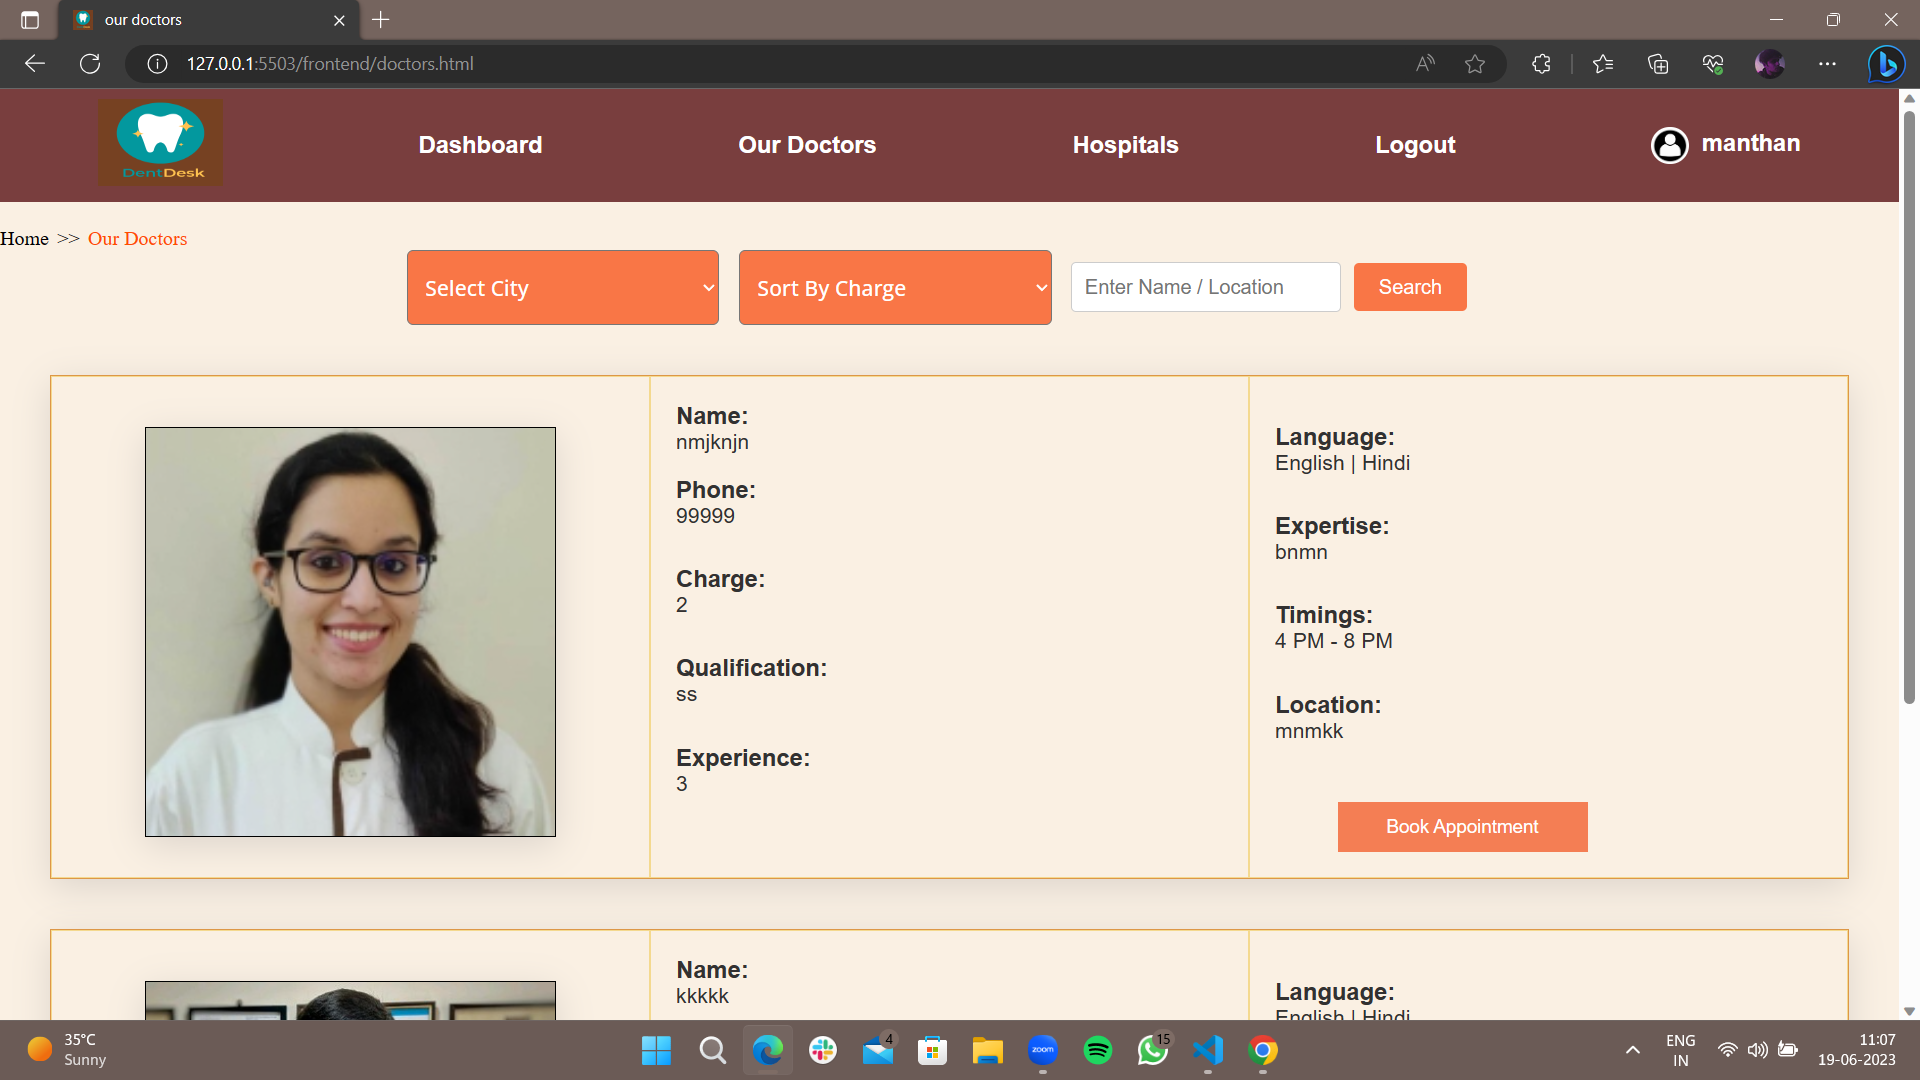 our doctors
127.0.0.1:5503/frontend/doctors.html
DentDesk
Dashboard
Our Doctors
Hospitals
Logout
manthan
Home >> Our Doctors
Select City
Sort By Charge
Enter Name / Location
Search
Name:
nmjknjn
Phone:
99999
Charge:
2
Qualification:
ss
Experience:
3
Language:
English | Hindi
Expertise:
bnmn
Timings:
4 PM - 8 PM
Location:
mnmkk
Book Appointment
Name:
kkkkk
Language:
English | Hindi
35°C
Sunny
4
zoom
15
ENG
IN
11:07
19-06-2023